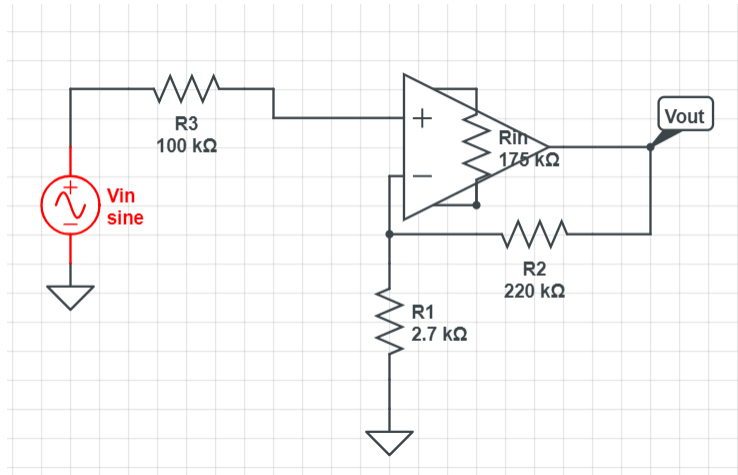 R3
100 kΩ
Vin
sine
+
−
Rin
175 kΩ
Vout
R2
220 kΩ
R1
2.7 kΩ